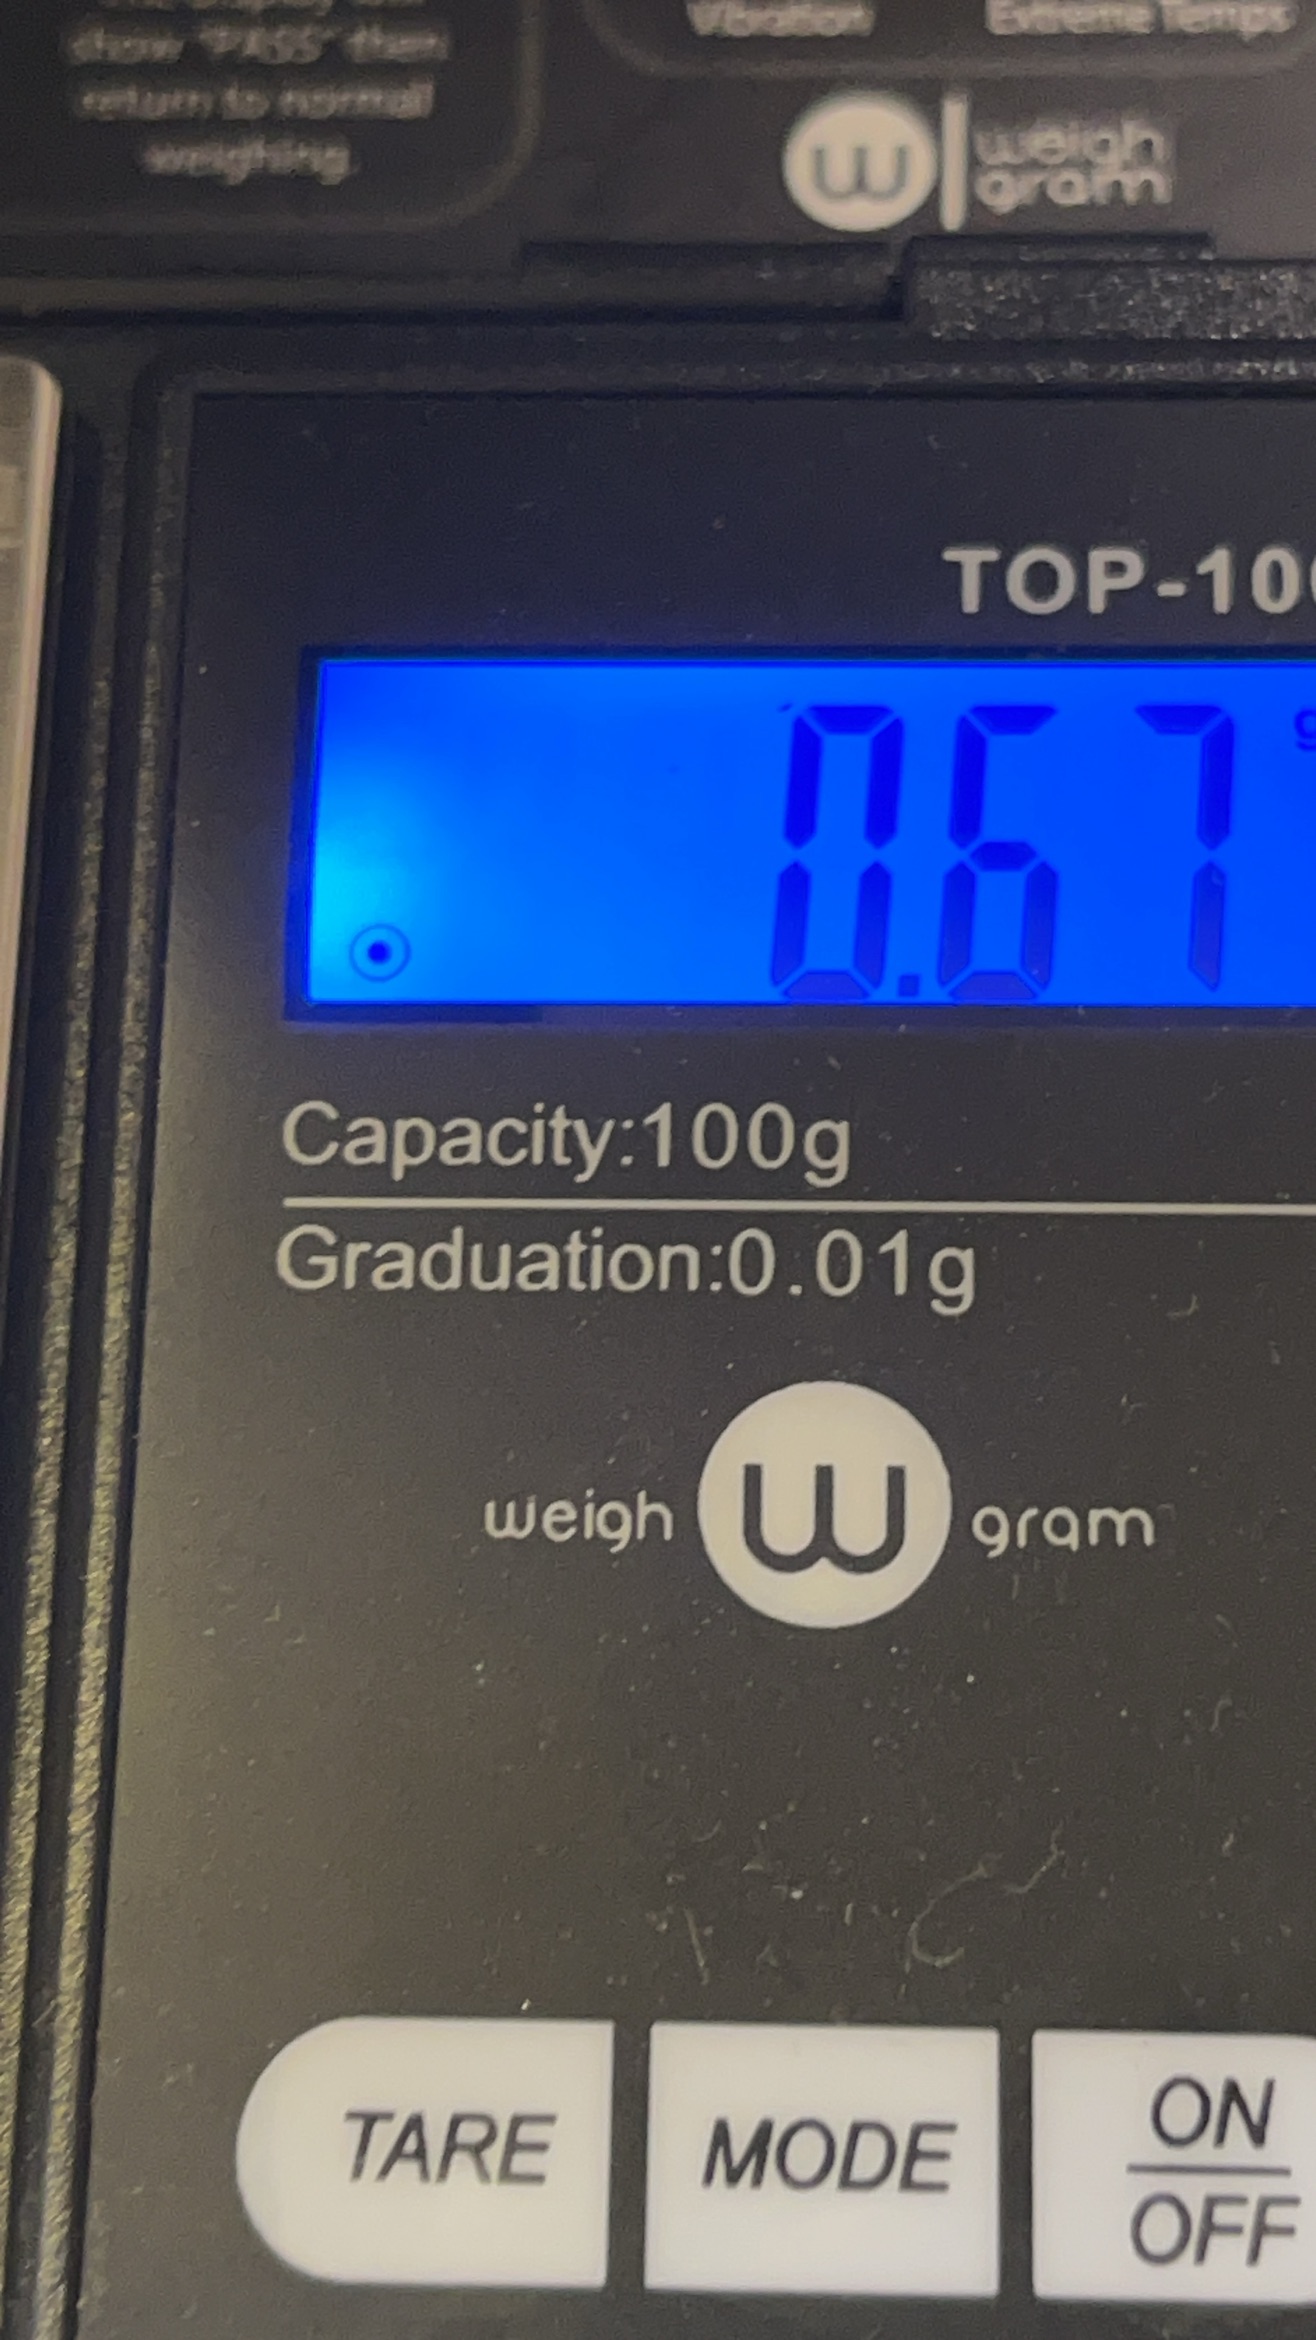 show "PASS" then
return to normal
weighing.
Vibration
Extreme Temps
w weigh
gram
TOP-100
0.67 g
Capacity:100g
Graduation:0.01g
weigh w gram
TARE
MODE
ON
OFF